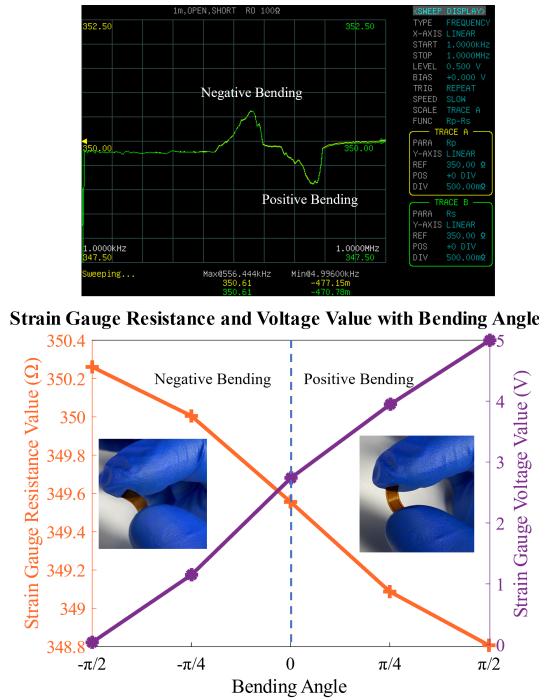 1m,OPEN,SHORT RO 100Ω
<SWEEP DISPLAY>
352.50
352.50
TYPE FREQUENCY
X-AXIS LINEAR
START 1.0000kHz
STOP 1.0000MHz
LEVEL 0.500 V
BIAS +0.000 V
TRIG REPEAT
SPEED SLOW
SCALE TRACE A
FUNC Rp-Rs
Negative Bending
350.00
350.00
Positive Bending
TRACE A
PARA Rp
Y-AXIS LINEAR
REF 350.00 Ω
POS +0 DIV
DIV 500.00mΩ
TRACE B
PARA Rs
Y-AXIS LINEAR
REF 350.00 Ω
POS +0 DIV
DIV 500.00mΩ
1.0000kHz
1.0000MHz
347.50
347.50
Sweeping... Max@556.444kHz Min@4.99600kHz
350.61 -477.15m
350.61 -470.78m
Strain Gauge Resistance and Voltage Value with Bending Angle
Strain Gauge Resistance Value (Ω)
350.4
350.2
350
349.8
349.6
349.4
349.2
349
348.8
Negative Bending
Positive Bending
5
4
3
2
1
0
Strain Gauge Voltage Value (V)
-π/2 -π/4 0 π/4 π/2
Bending Angle